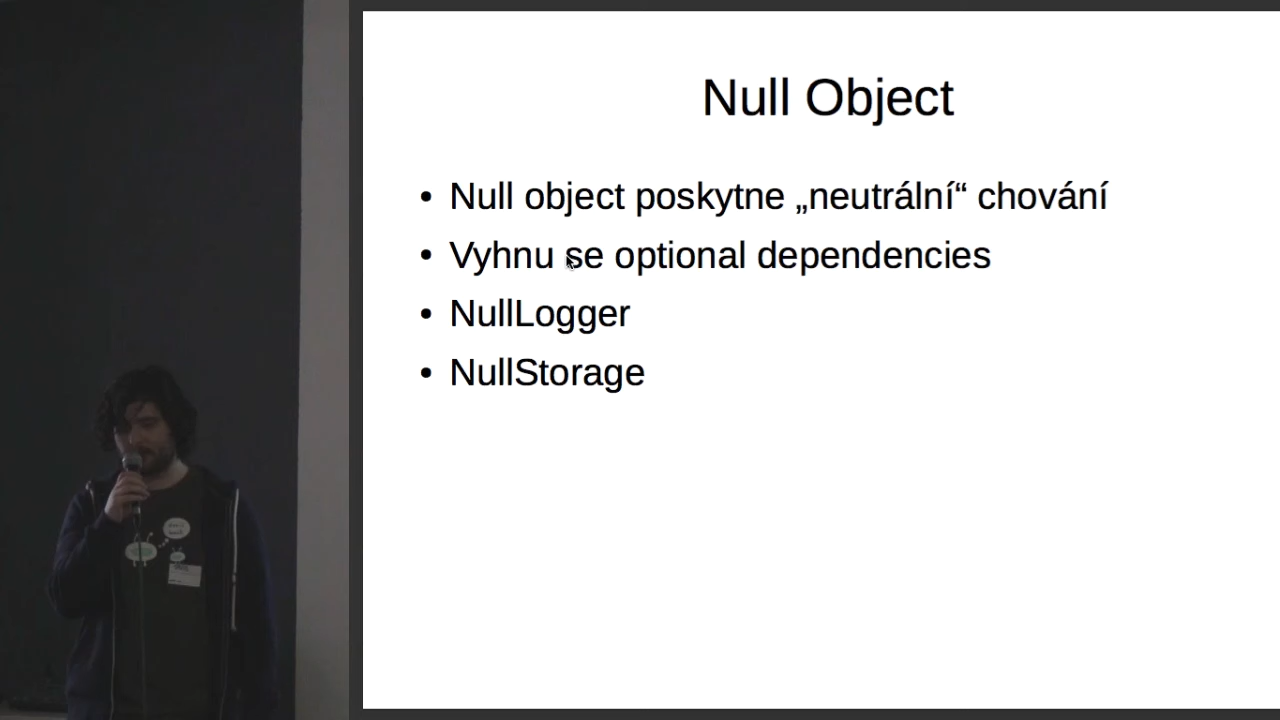 Null Object
• Null object poskytne „neutrální“ chování
• Vyhnu se optional dependencies
• NullLogger
• NullStorage